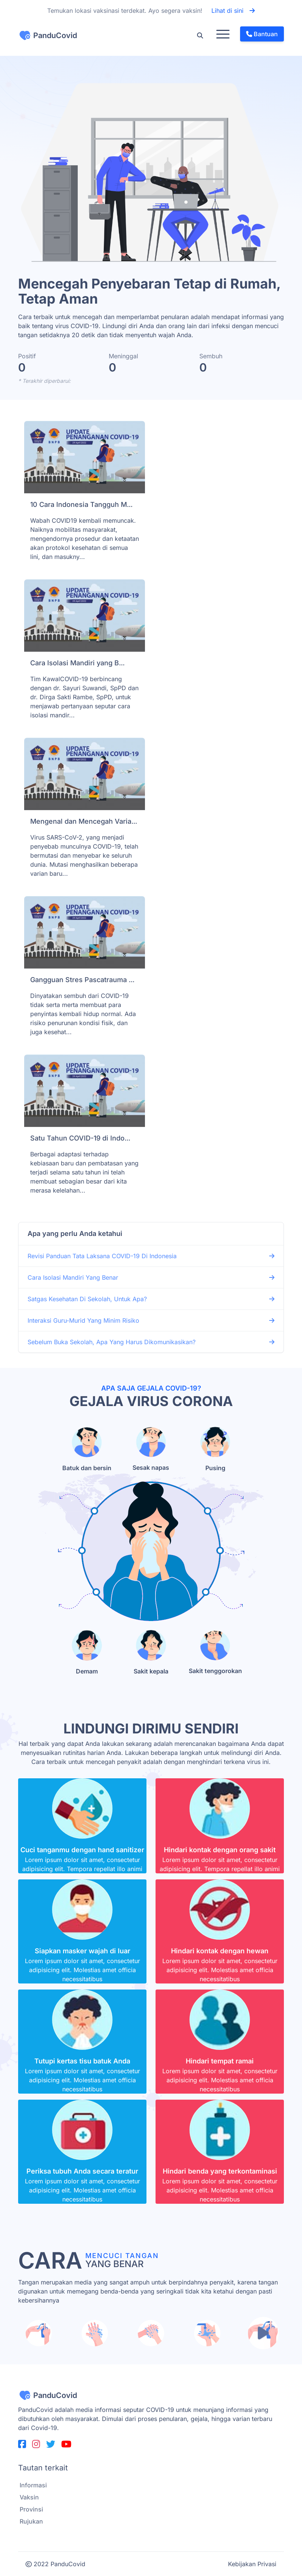 Temukan lokasi vaksinasi terdekat. Ayo segera vaksin! Lihat di sini
PanduCovid
Bantuan
Mencegah Penyebaran Tetap di Rumah,
Tetap Aman
Cara terbaik untuk mencegah dan memperlambat penularan adalah mendapat informasi yang
baik tentang virus COVID-19. Lindungi diri Anda dan orang lain dari infeksi dengan mencuci
tangan setidaknya 20 detik dan tidak menyentuh wajah Anda.
Positif
0
Meninggal
0
Sembuh
0
* Terakhir diperbarui:
UPDATE
PENANGANAN COVID-19
10 Cara Indonesia Tangguh M...
Wabah COVID19 kembali memuncak.
Naiknya mobilitas masyarakat,
mengendornya prosedur dan ketaatan
akan protokol kesehatan di semua
lini, dan masukny...
UPDATE
PENANGANAN COVID-19
Cara Isolasi Mandiri yang B...
Tim KawalCOVID-19 berbincang
dengan dr. Sayuri Suwandi, SpPD dan
dr. Dirga Sakti Rambe, SpPD, untuk
menjawab pertanyaan seputar cara
isolasi mandir...
UPDATE
PENANGANAN COVID-19
Mengenal dan Mencegah Varia...
Virus SARS-CoV-2, yang menjadi
penyebab munculnya COVID-19, telah
bermutasi dan menyebar ke seluruh
dunia. Mutasi menghasilkan beberapa
varian baru...
UPDATE
PENANGANAN COVID-19
Gangguan Stres Pascatrauma ...
Dinyatakan sembuh dari COVID-19
tidak serta merta membuat para
penyintas kembali hidup normal. Ada
risiko penurunan kondisi fisik, dan
juga kesehat...
UPDATE
PENANGANAN COVID-19
Satu Tahun COVID-19 di Indo...
Berbagai adaptasi terhadap
kebiasaan baru dan pembatasan yang
terjadi selama satu tahun ini telah
membuat sebagian besar dari kita
merasa kelelahan...
Apa yang perlu Anda ketahui
Revisi Panduan Tata Laksana COVID-19 Di Indonesia
Cara Isolasi Mandiri Yang Benar
Satgas Kesehatan Di Sekolah, Untuk Apa?
Interaksi Guru-Murid Yang Minim Risiko
Sebelum Buka Sekolah, Apa Yang Harus Dikomunikasikan?
APA SAJA GEJALA COVID-19?
GEJALA VIRUS CORONA
Batuk dan bersin
Sesak napas
Pusing
Demam
Sakit kepala
Sakit tenggorokan
LINDUNGI DIRIMU SENDIRI
Hal terbaik yang dapat Anda lakukan sekarang adalah merencanakan bagaimana Anda dapat
menyesuaikan rutinitas harian Anda. Lakukan beberapa langkah untuk melindungi diri Anda.
Cara terbaik untuk mencegah penyakit adalah dengan menghindari terkena virus ini.
Cuci tanganmu dengan hand sanitizer
Lorem ipsum dolor sit amet, consectetur
adipisicing elit. Tempora repellat illo animi
Hindari kontak dengan orang sakit
Lorem ipsum dolor sit amet, consectetur
adipisicing elit. Tempora repellat illo animi
Siapkan masker wajah di luar
Lorem ipsum dolor sit amet, consectetur
adipisicing elit. Molestias amet officia
necessitatibus
Hindari kontak dengan hewan
Lorem ipsum dolor sit amet, consectetur
adipisicing elit. Molestias amet officia
necessitatibus
Tutupi kertas tisu batuk Anda
Lorem ipsum dolor sit amet, consectetur
adipisicing elit. Molestias amet officia
necessitatibus
Hindari tempat ramai
Lorem ipsum dolor sit amet, consectetur
adipisicing elit. Molestias amet officia
necessitatibus
Periksa tubuh Anda secara teratur
Lorem ipsum dolor sit amet, consectetur
adipisicing elit. Molestias amet officia
necessitatibus
Hindari benda yang terkontaminasi
Lorem ipsum dolor sit amet, consectetur
adipisicing elit. Molestias amet officia
necessitatibus
CARA MENCUCI TANGAN
YANG BENAR
Tangan merupakan media yang sangat ampuh untuk berpindahnya penyakit, karena tangan
digunakan untuk memegang benda-benda yang seringkali tidak kita ketahui dengan pasti
kebersihannya
PanduCovid
PanduCovid adalah media informasi seputar COVID-19 untuk menunjang informasi yang
dibutuhkan oleh masyarakat. Dimulai dari proses penularan, gejala, hingga varian terbaru
dari Covid-19.
Tautan terkait
Informasi
Vaksin
Provinsi
Rujukan
© 2022 PanduCovid
Kebijakan Privasi